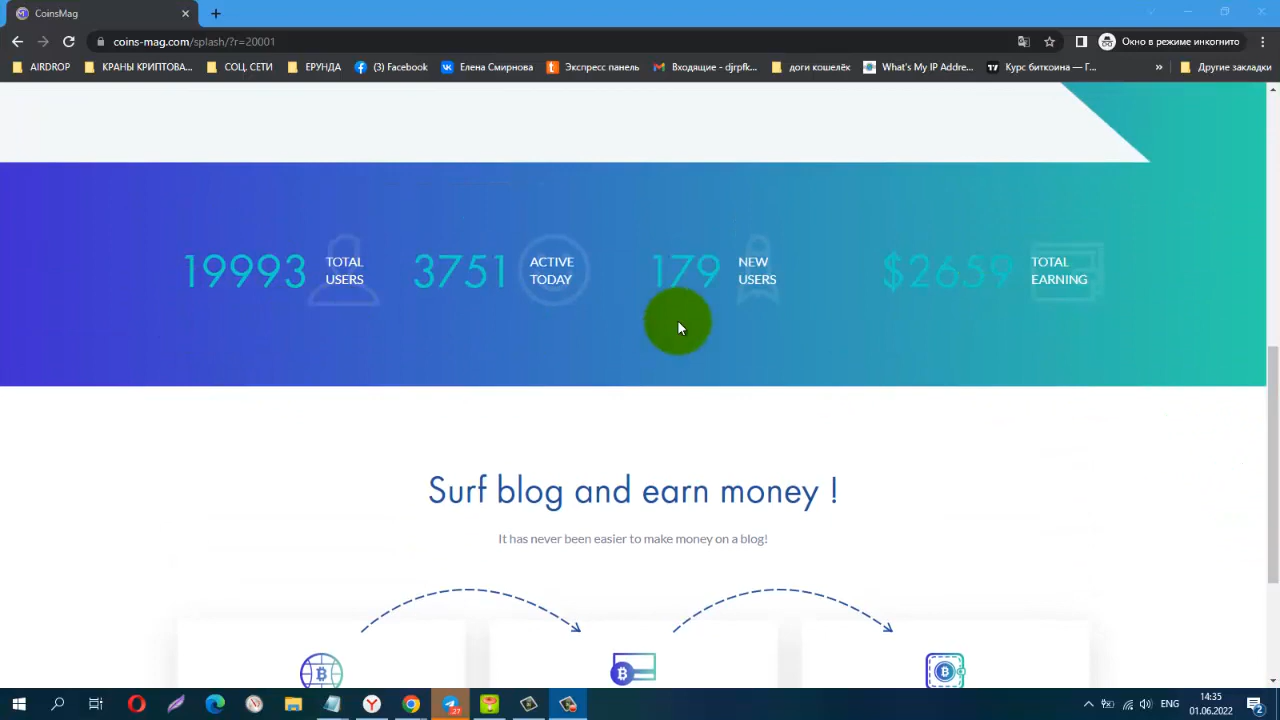 CoinsMag
coins-mag.com/splash/?r=20001
Окно в режиме инкогнито
AIRDROP
КРАНЫ КРИПТОВА...
СОЦ. СЕТИ
ЕРУНДА
(3) Facebook
Елена Смирнова
Экспресс панель
Входящие - djrpfk...
доги кошелёк
What's My IP Addre...
Курс биткоина — Г...
»
Другие закладки
19993 TOTAL USERS
3751 ACTIVE TODAY
179 NEW USERS
$2659 TOTAL EARNING
Surf blog and earn money !
It has never been easier to make money on a blog!
27
ENG
14:35
01.06.2022
2